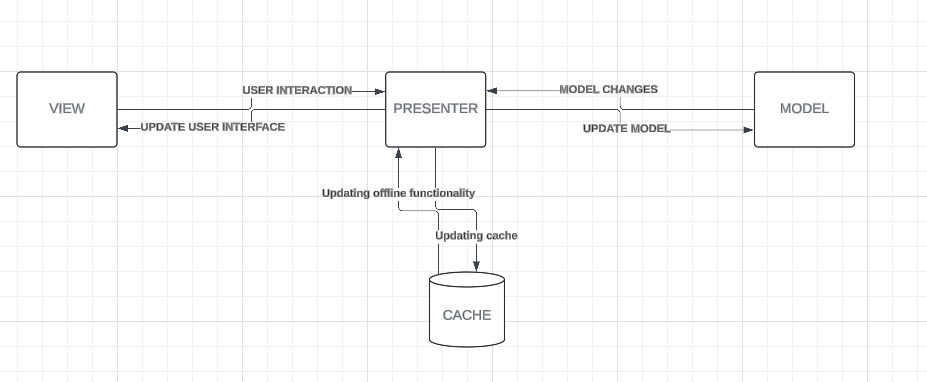 USER INTERACTION
MODEL CHANGES
VIEW
PRESENTER
MODEL
UPDATE USER INTERFACE
UPDATE MODEL
Updating offline functionality
Updating cache
CACHE